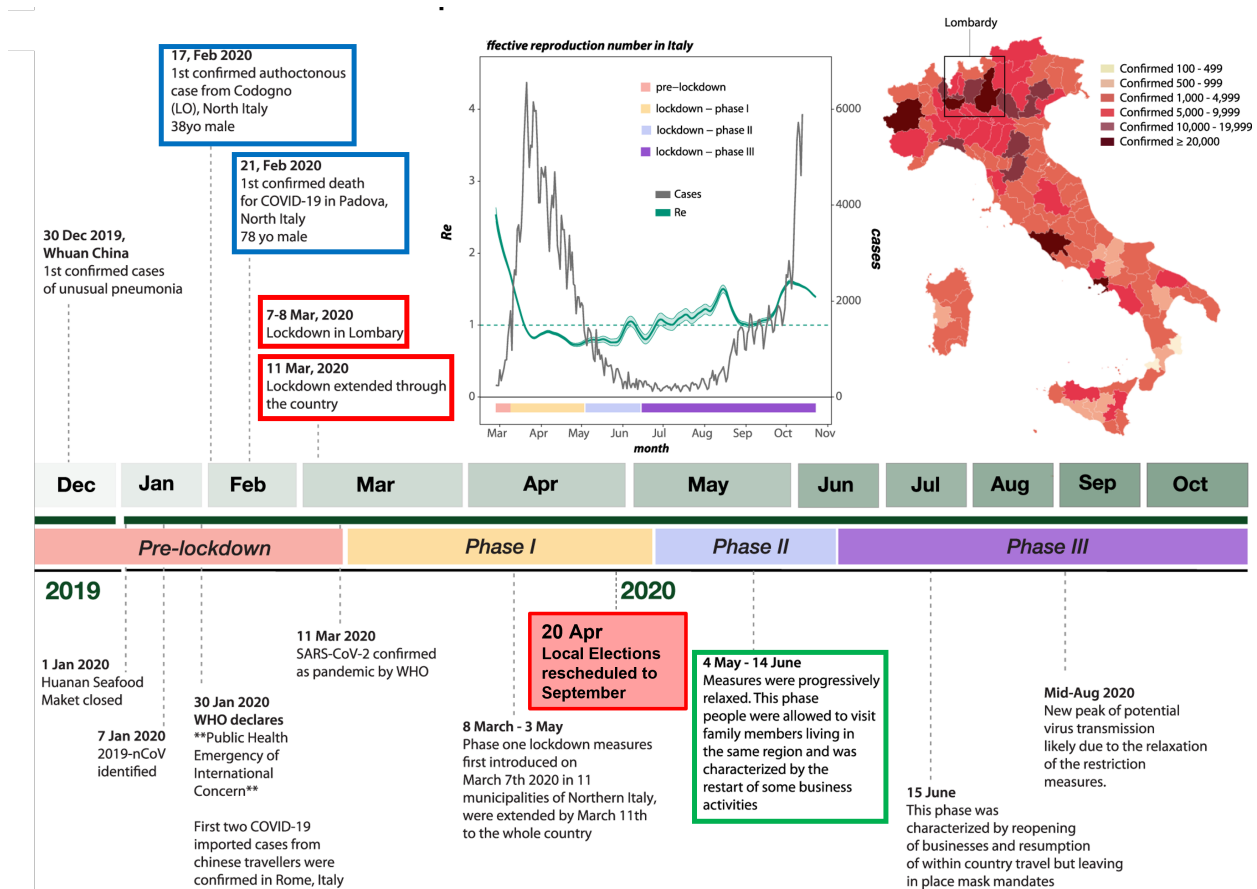 17, Feb 2020
1st confirmed authoctonous
case from Codogno
(LO), North Italy
38yo male
21, Feb 2020
1st confirmed death
for COVID-19 in Padova,
North Italy
78 yo male
30 Dec 2019,
Whuan China
1st confirmed cases
of unusual pneumonia
7-8 Mar, 2020
Lockdown in Lombary
11 Mar, 2020
Lockdown extended through
the country
ffective reproduction number in Italy
pre–lockdown
lockdown – phase I
lockdown – phase II
lockdown – phase III
Cases
Re
Re
4
3
2
1
0
6000
4000
2000
0
cases
Mar Apr May Jun Jul Aug Sep Oct Nov
month
Lombardy
Confirmed 100 - 499
Confirmed 500 - 999
Confirmed 1,000 - 4,999
Confirmed 5,000 - 9,999
Confirmed 10,000 - 19,999
Confirmed ≥ 20,000
Dec Jan Feb Mar Apr May Jun Jul Aug Sep Oct
Pre-lockdown Phase I Phase II Phase III
2019 2020
1 Jan 2020
Huanan Seafood
Maket closed
7 Jan 2020
2019-nCoV
identified
30 Jan 2020
WHO declares
**Public Health
Emergency of
International
Concern**
First two COVID-19
imported cases from
chinese travellers were
confirmed in Rome, Italy
11 Mar 2020
SARS-CoV-2 confirmed
as pandemic by WHO
8 March - 3 May
Phase one lockdown measures
first introduced on
March 7th 2020 in 11
municipalities of Northern Italy,
were extended by March 11th
to the whole country
20 Apr
Local Elections
rescheduled to
September
4 May - 14 June
Measures were progressively
relaxed. This phase
people were allowed to visit
family members living in
the same region and was
characterized by the
restart of some business
activities
15 June
This phase was
characterized by reopening
of businesses and resumption
of within country travel but leaving
in place mask mandates
Mid-Aug 2020
New peak of potential
virus transmission
likely due to the relaxation
of the restriction
measures.